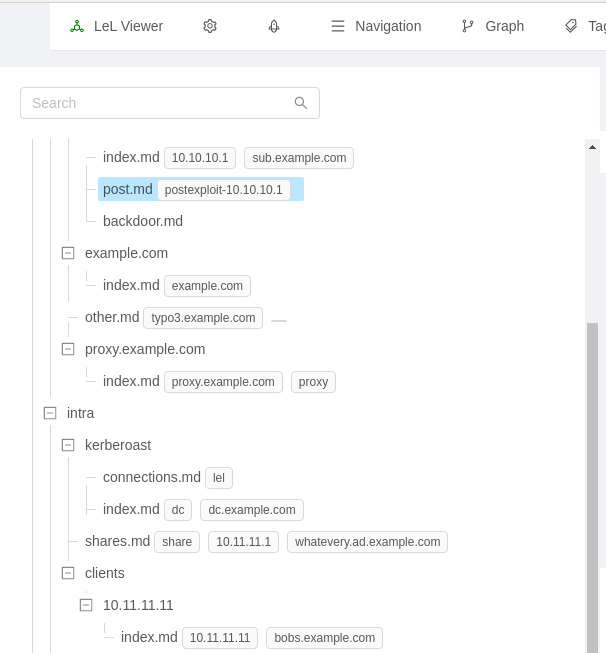 LeL Viewer Navigation Graph Tag
Search
index.md 10.10.10.1 sub.example.com
post.md postexploit-10.10.10.1
backdoor.md
example.com
index.md example.com
other.md typo3.example.com
proxy.example.com
index.md proxy.example.com proxy
intra
kerberoast
connections.md lel
index.md dc dc.example.com
shares.md share 10.11.11.1 whatevery.ad.example.com
clients
10.11.11.11
index.md 10.11.11.11 bobs.example.com